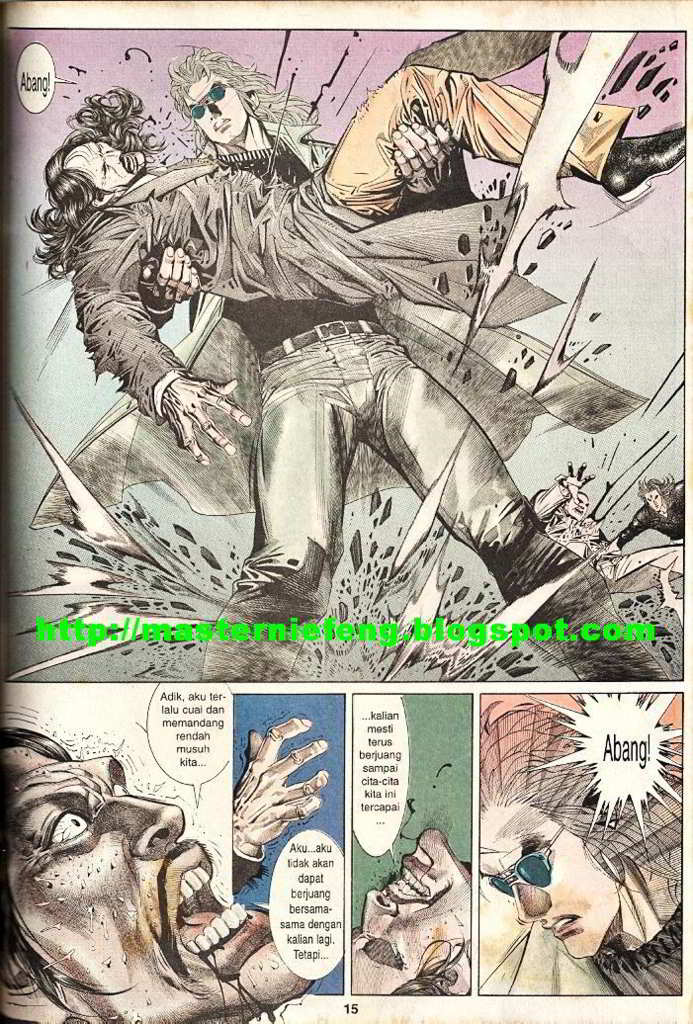 Abang!
http://masterniefeng.blogspot.com
Adik, aku ter-
lalu cuai dan
memandang
rendah
musuh
kita...
Aku...aku
tidak akan
dapat
berjuang
bersama-
sama dengan
kalian lagi.
Tetapi...
...kalian
mesti
terus
berjuang
sampai
cita-cita
kita
tercapai
...
Abang!
15